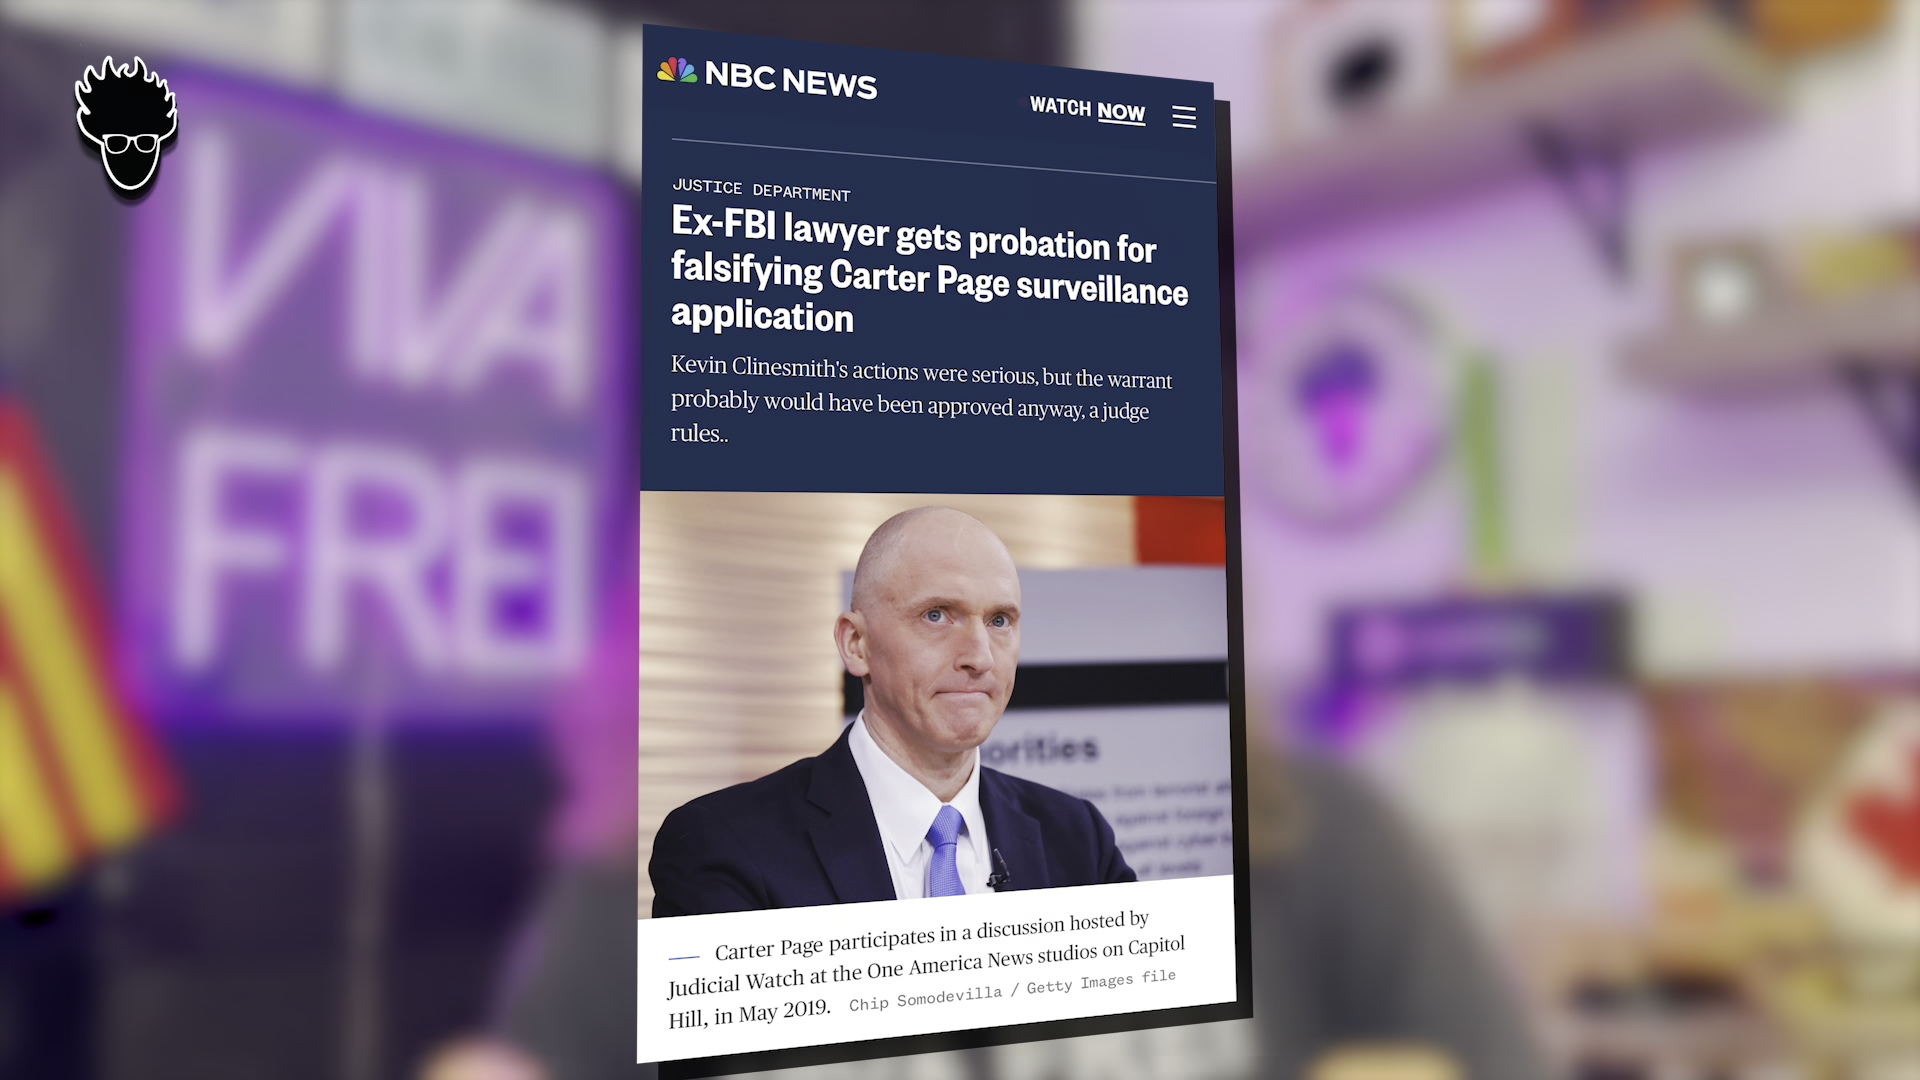 VIVA
FREI
NBC NEWS
WATCH NOW
JUSTICE DEPARTMENT
Ex-FBI lawyer gets probation for
falsifying Carter Page surveillance
application
Kevin Clinesmith's actions were serious, but the warrant
probably would have been approved anyway, a judge
rules..
orities
Carter Page participates in a discussion hosted by
Judicial Watch at the One America News studios on Capitol
Hill, in May 2019. Chip Somodevilla / Getty Images file